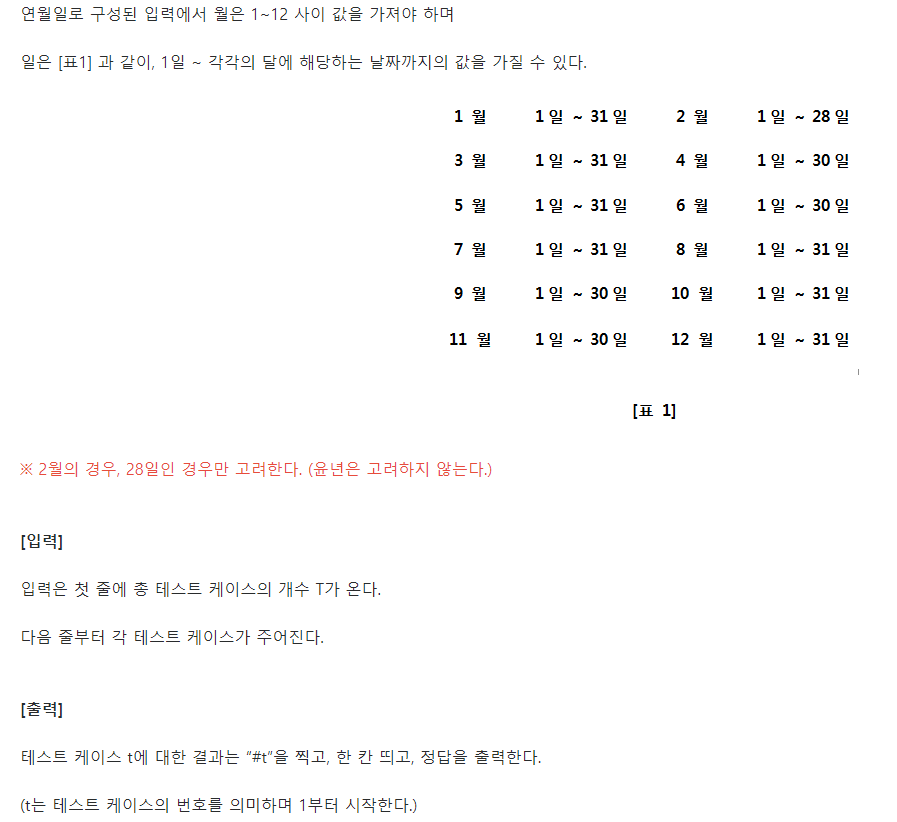 연월일로 구성된 입력에서 월은 1~12 사이 값을 가져야 하며
일은 [표1] 과 같이, 1일 ~ 각각의 달에 해당하는 날짜까지의 값을 가질 수 있다.
1 월 1 일 ~ 31 일 2 월 1 일 ~ 28 일
3 월 1 일 ~ 31 일 4 월 1 일 ~ 30 일
5 월 1 일 ~ 31 일 6 월 1 일 ~ 30 일
7 월 1 일 ~ 31 일 8 월 1 일 ~ 31 일
9 월 1 일 ~ 30 일 10 월 1 일 ~ 31 일
11 월 1 일 ~ 30 일 12 월 1 일 ~ 31 일
[표 1]
※ 2월의 경우, 28일인 경우만 고려한다. (윤년은 고려하지 않는다.)
[입력]
입력은 첫 줄에 총 테스트 케이스의 개수 T가 온다.
다음 줄부터 각 테스트 케이스가 주어진다.
[출력]
테스트 케이스 t에 대한 결과는 “#t”을 찍고, 한 칸 띄고, 정답을 출력한다.
(t는 테스트 케이스의 번호를 의미하며 1부터 시작한다.)